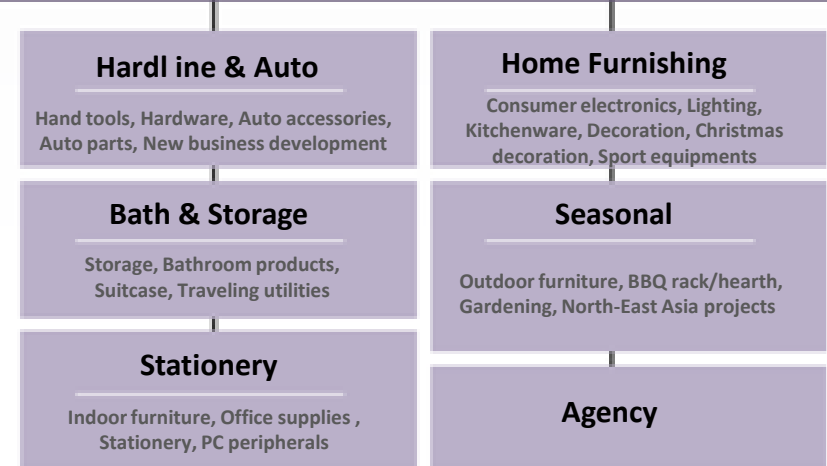 Hardl ine & Auto
Hand tools, Hardware, Auto accessories,
Auto parts, New business development
Bath & Storage
Storage, Bathroom products,
Suitcase, Traveling utilities
Stationery
Indoor furniture, Office supplies ,
Stationery, PC peripherals
Home Furnishing
Consumer electronics, Lighting,
Kitchenware, Decoration, Christmas
decoration, Sport equipments
Seasonal
Outdoor furniture, BBQ rack/hearth,
Gardening, North-East Asia projects
Agency